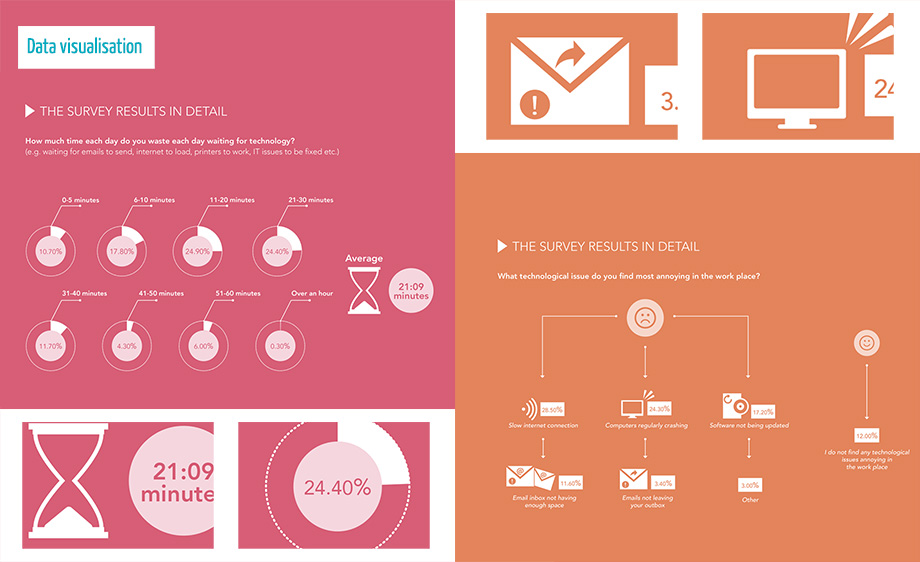 Data visualisation
THE SURVEY RESULTS IN DETAIL
How much time each day do you waste each day waiting for technology?
(e.g. waiting for emails to send, internet to load, printers to work, IT issues to be fixed etc.)
0-5 minutes
6-10 minutes
11-20 minutes
21-30 minutes
10.70%
17.80%
24.90%
24.40%
Average
21:09
minutes
31-40 minutes
41-50 minutes
51-60 minutes
Over an hour
11.70%
4.30%
6.00%
0.30%
21:09
minute
24.40%
!
3.
24
THE SURVEY RESULTS IN DETAIL
What technological issue do you find most annoying in the work place?
28.50%
24.30%
17.20%
Slow internet connection
Computers regularly crashing
Software not being updated
12.00%
I do not find any technological
issues annoying in
the work place
11.60%
3.40%
3.00%
Email inbox not having
enough space
Emails not leaving
your outbox
Other